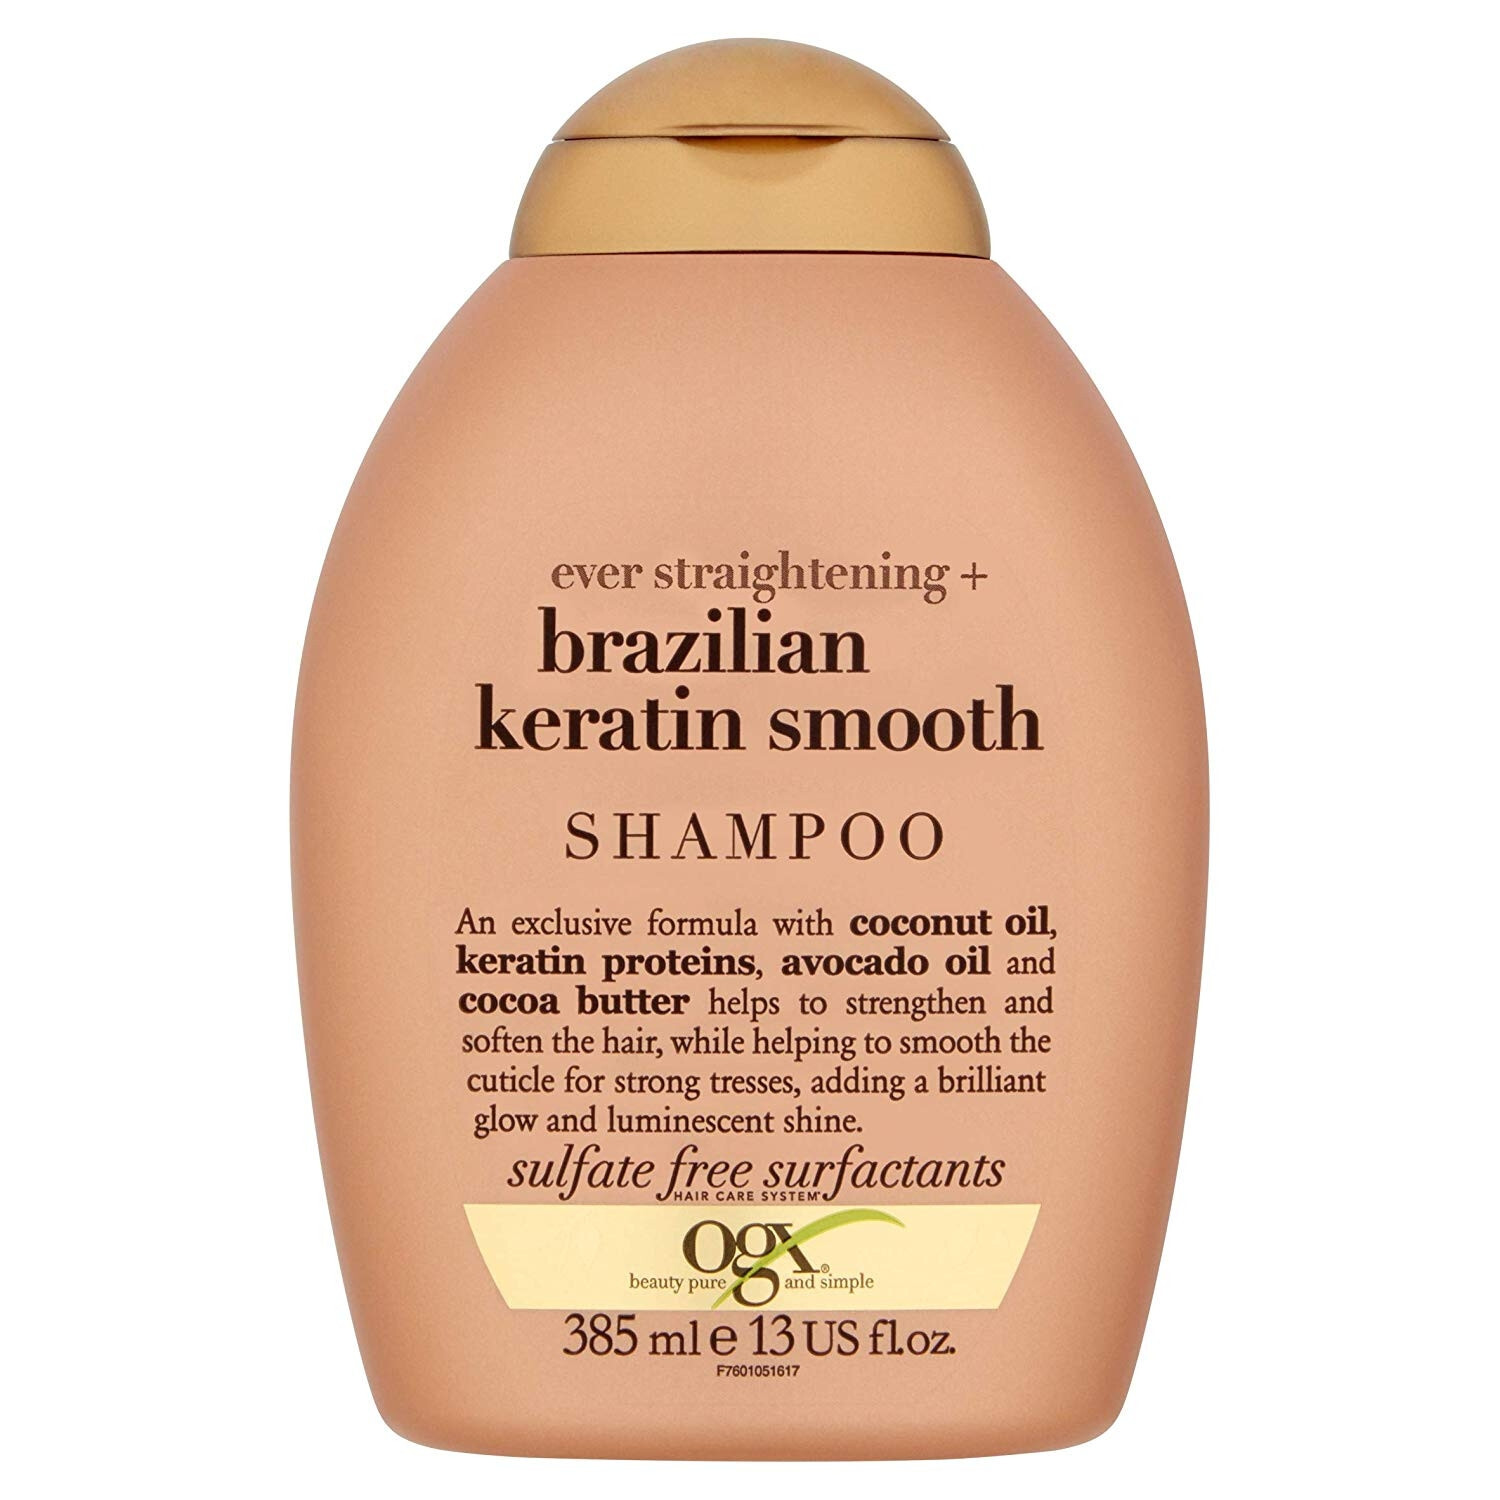 ever straightening +
brazilian
keratin smooth
SHAMPOO
An exclusive formula with coconut oil,
keratin proteins, avocado oil and
cocoa butter helps to strengthen and
soften the hair, while helping to smooth the
cuticle for strong tresses, adding a brilliant
glow and luminescent shine.
sulfate free surfactants
HAIR CARE SYSTEM™
ogx®
beauty pure and simple
385 ml e 13 US fl.oz.
F7601051617